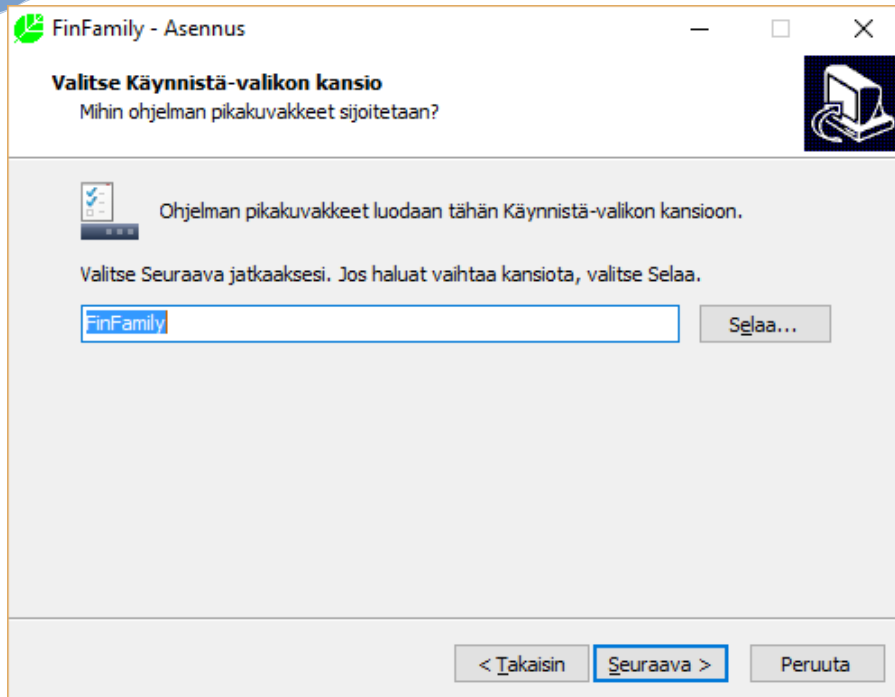 FinFamily - Asennus
Valitse Käynnistä-valikon kansio
Mihin ohjelman pikakuvakkeet sijoitetaan?
Ohjelman pikakuvakkeet luodaan tähän Käynnistä-valikon kansioon.
Valitse Seuraava jatkaaksesi. Jos haluat vaihtaa kansiota, valitse Selaa.
FinFamily
Selaa...
< Takaisin
Seuraava >
Peruuta